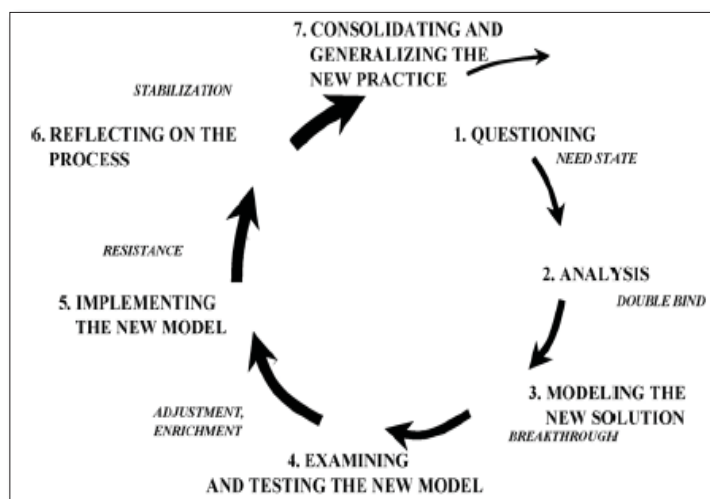 7. CONSOLIDATING AND
GENERALIZING THE
NEW PRACTICE
STABILIZATION
6. REFLECTING ON THE
PROCESS
1. QUESTIONING
NEED STATE
RESISTANCE
2. ANALYSIS
DOUBLE BIND
5. IMPLEMENTING
THE NEW MODEL
3. MODELING THE
NEW SOLUTION
BREAKTHROUGH
ADJUSTMENT,
ENRICHMENT
4. EXAMINING
AND TESTING THE NEW MODEL